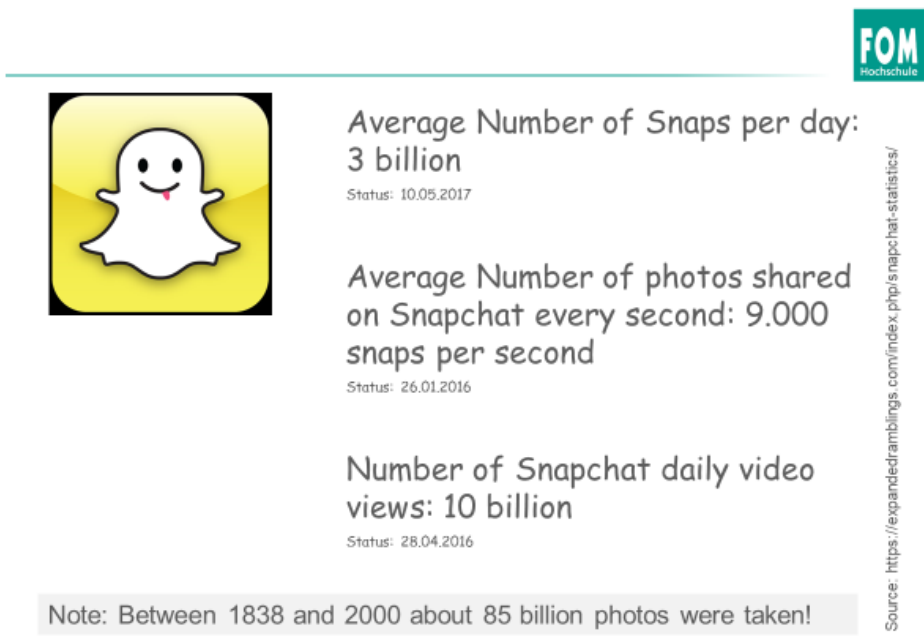 FOM
Hochschule
Average Number of Snaps per day:
3 billion
Status: 10.05.2017
Average Number of photos shared
on Snapchat every second: 9.000
snaps per second
Status: 26.01.2016
Number of Snapchat daily video
views: 10 billion
Status: 28.04.2016
Note: Between 1838 and 2000 about 85 billion photos were taken!
Source: https://expandedramblings.com/index.php/snapchat-statistics/